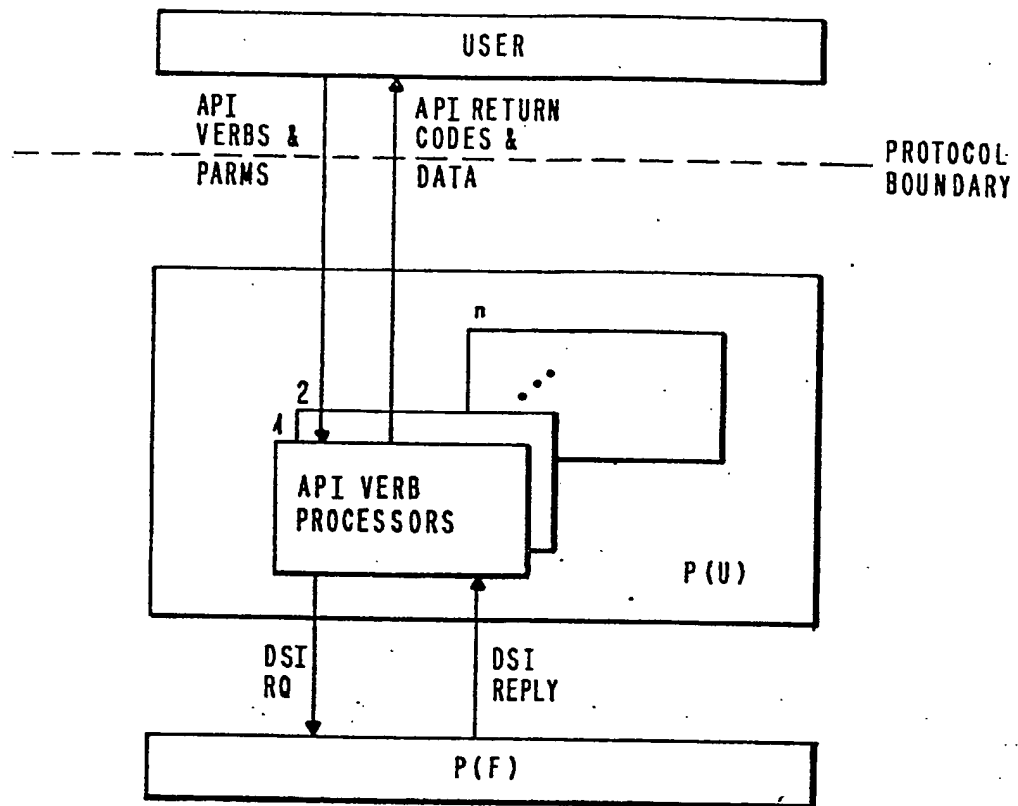 USER
API
VERBS &
PARMS
API RETURN
CODES &
DATA
PROTOCOL
BOUNDARY
n
2
1
API VERB
PROCESSORS
P(U)
DSI
RQ
DSI
REPLY
P(F)